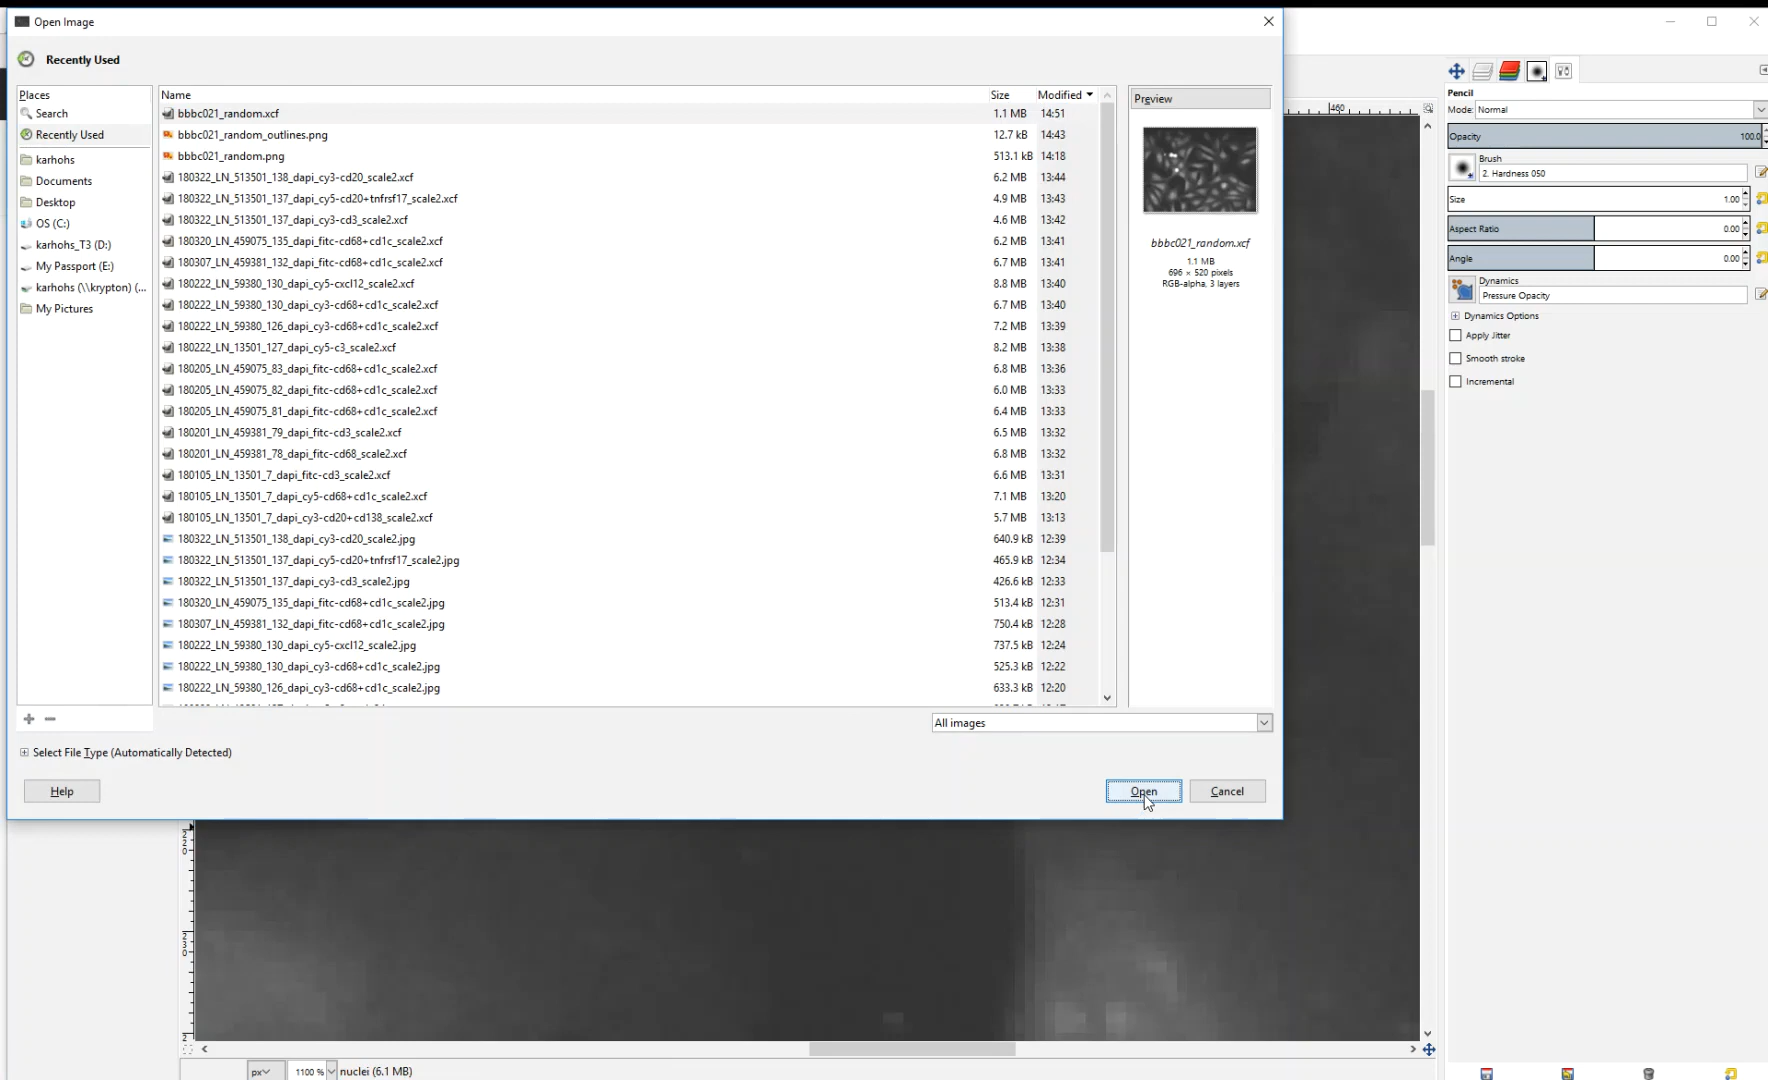 Open Image
Recently Used
Places
Search
Recently Used
karhohs
Documents
Desktop
OS (C:)
karhohs_T3 (D:)
My Passport (E:)
karhohs (\\krypton) (...
My Pictures
Name Size Modified
bbbc021_random.xcf 1.1 MB 14:51
bbbc021_random_outlines.png 12.7 kB 14:43
bbbc021_random.png 513.1 kB 14:18
180322_LN_513501_138_dapi_cy3-cd20_scale2.xcf 6.2 MB 13:44
180322_LN_513501_137_dapi_cy5-cd20+tnfrsf17_scale2.xcf 4.9 MB 13:43
180322_LN_513501_137_dapi_cy3-cd3_scale2.xcf 4.6 MB 13:42
180320_LN_459075_135_dapi_fitc-cd68+cd1c_scale2.xcf 6.2 MB 13:41
180307_LN_459381_132_dapi_fitc-cd68+cd1c_scale2.xcf 6.7 MB 13:41
180222_LN_59380_130_dapi_cy5-cxcl12_scale2.xcf 8.8 MB 13:40
180222_LN_59380_130_dapi_cy3-cd68+cd1c_scale2.xcf 6.7 MB 13:40
180222_LN_59380_126_dapi_cy3-cd68+cd1c_scale2.xcf 7.2 MB 13:39
180222_LN_13501_127_dapi_cy5-c3_scale2.xcf 8.2 MB 13:38
180205_LN_459075_83_dapi_fitc-cd68+cd1c_scale2.xcf 6.8 MB 13:36
180205_LN_459075_82_dapi_fitc-cd68+cd1c_scale2.xcf 6.0 MB 13:33
180205_LN_459075_81_dapi_fitc-cd68+cd1c_scale2.xcf 6.4 MB 13:33
180201_LN_459381_79_dapi_fitc-cd3_scale2.xcf 6.5 MB 13:32
180201_LN_459381_78_dapi_fitc-cd68_scale2.xcf 6.8 MB 13:32
180105_LN_13501_7_dapi_fitc-cd3_scale2.xcf 6.6 MB 13:31
180105_LN_13501_7_dapi_cy5-cd68+cd1c_scale2.xcf 7.1 MB 13:20
180105_LN_13501_7_dapi_cy3-cd20+cd138_scale2.xcf 5.7 MB 13:13
180322_LN_513501_138_dapi_cy3-cd20_scale2.jpg 640.9 kB 12:39
180322_LN_513501_137_dapi_cy5-cd20+tnfrsf17_scale2.jpg 465.9 kB 12:34
180322_LN_513501_137_dapi_cy3-cd3_scale2.jpg 426.6 kB 12:33
180320_LN_459075_135_dapi_fitc-cd68+cd1c_scale2.jpg 513.4 kB 12:31
180307_LN_459381_132_dapi_fitc-cd68+cd1c_scale2.jpg 750.4 kB 12:28
180222_LN_59380_130_dapi_cy5-cxcl12_scale2.jpg 737.5 kB 12:24
180222_LN_59380_130_dapi_cy3-cd68+cd1c_scale2.jpg 525.3 kB 12:22
180222_LN_59380_126_dapi_cy3-cd68+cd1c_scale2.jpg 633.3 kB 12:20
Preview
bbbc021_random.xcf
1.1 MB
696 × 520 pixels
RGB-alpha, 3 layers
All images
Select File Type (Automatically Detected)
Help
Open
Cancel
460
Pencil
Mode: Normal
Opacity 100.0
Brush
2. Hardness 050
Size 1.00
Aspect Ratio 0.00
Angle 0.00
Dynamics
Pressure Opacity
Dynamics Options
Apply Jitter
Smooth stroke
Incremental
220
230
2
px
1100 %
nuclei (6.1 MB)